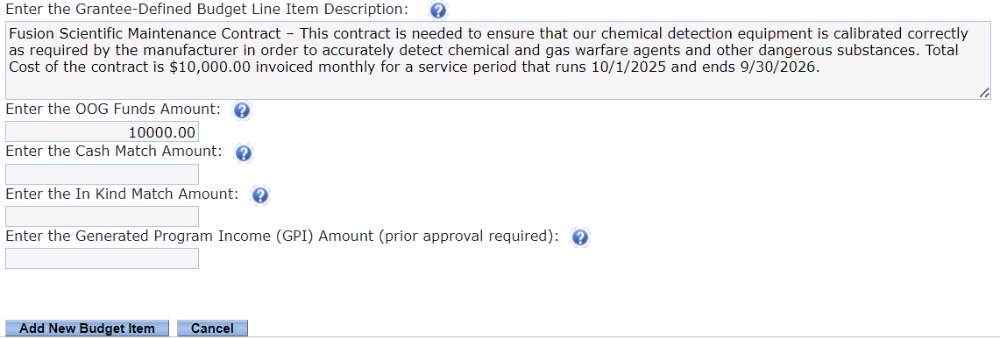 Enter the Grantee-Defined Budget Line Item Description:
Fusion Scientific Maintenance Contract – This contract is needed to ensure that our chemical detection equipment is calibrated correctly
as required by the manufacturer in order to accurately detect chemical and gas warfare agents and other dangerous substances. Total
Cost of the contract is $10,000.00 invoiced monthly for a service period that runs 10/1/2025 and ends 9/30/2026.
Enter the OOG Funds Amount:
10000.00
Enter the Cash Match Amount:
Enter the In Kind Match Amount:
Enter the Generated Program Income (GPI) Amount (prior approval required):
Add New Budget Item Cancel